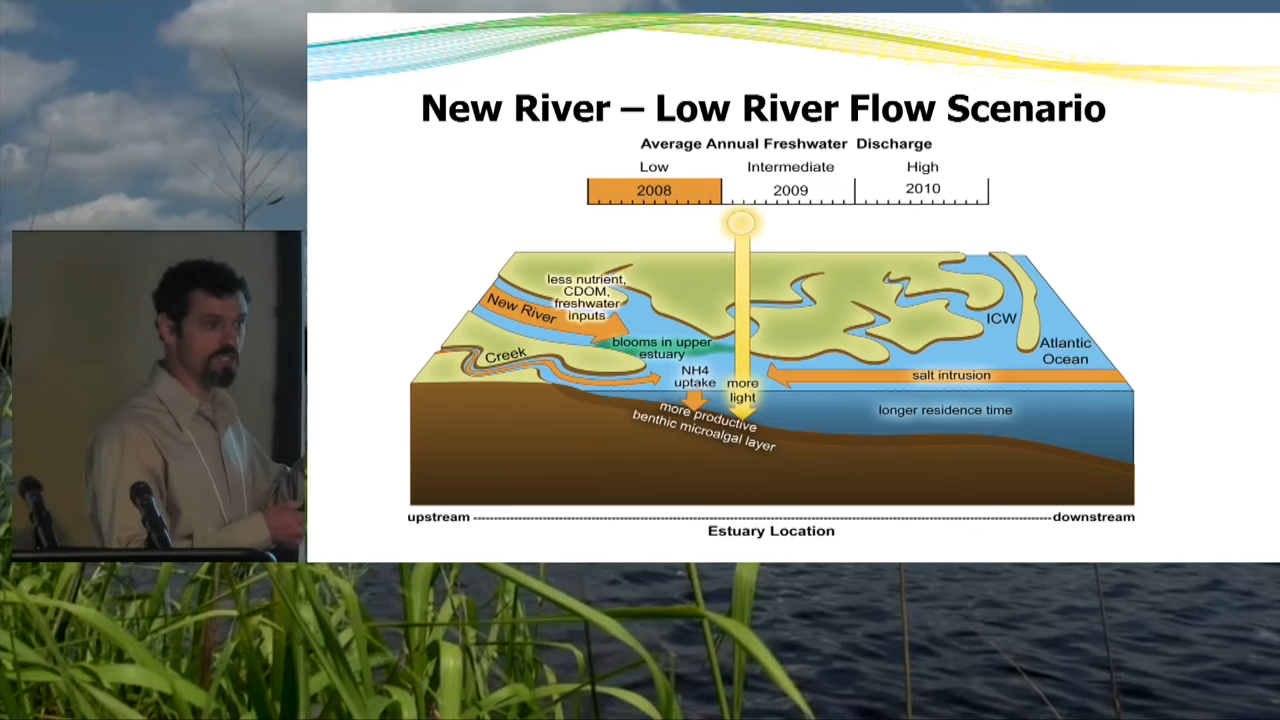 New River – Low River Flow Scenario
Average Annual Freshwater Discharge
Low Intermediate High
2008 2009 2010
less nutrient,
CDOM,
freshwater
inputs
New River
blooms in upper
estuary
Creek
NH4
uptake
more
light
more productive
benthic microalgal layer
ICW
Atlantic
Ocean
salt intrusion
longer residence time
upstream downstream
Estuary Location